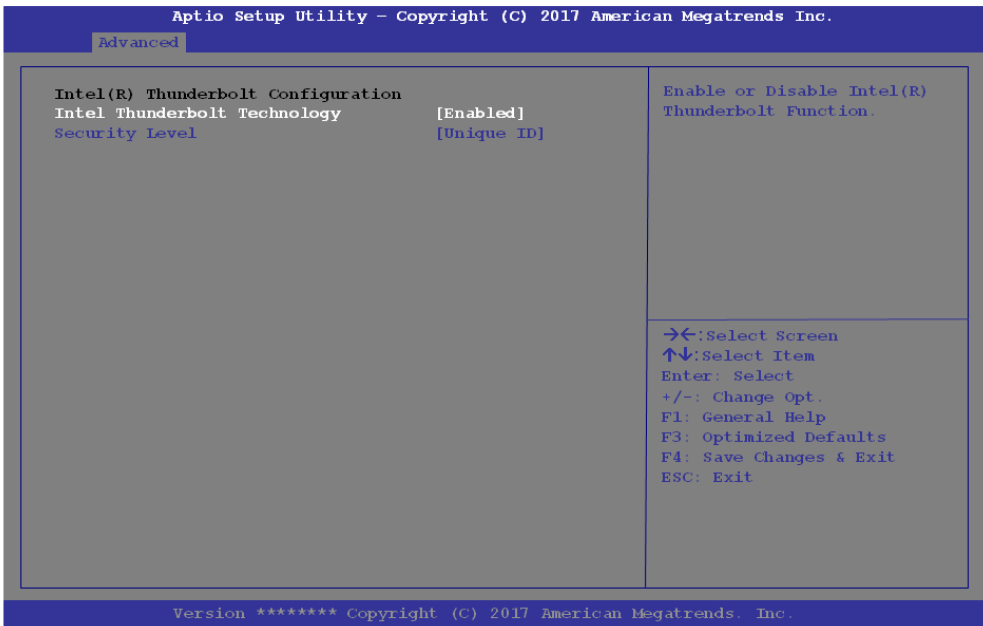 Aptio Setup Utility – Copyright (C) 2017 American Megatrends Inc.
Advanced
Intel(R) Thunderbolt Configuration
Intel Thunderbolt Technology [Enabled]
Security Level [Unique ID]
Enable or Disable Intel(R)
Thunderbolt Function.
→←:Select Screen
↑↓:Select Item
Enter: Select
+/-: Change Opt.
F1: General Help
F3: Optimized Defaults
F4: Save Changes & Exit
ESC: Exit
Version ******** Copyright (C) 2017 American Megatrends. Inc.